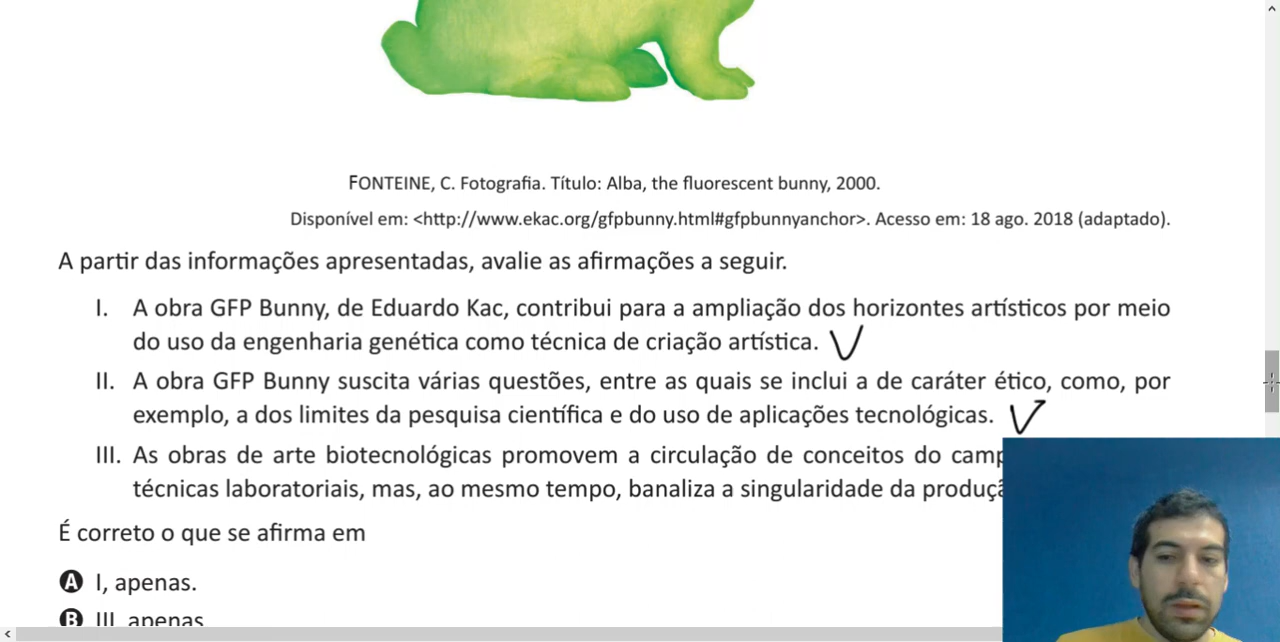 FONTEINE, C. Fotografia. Título: Alba, the fluorescent bunny, 2000.
Disponível em: <http://www.ekac.org/gfpbunny.html#gfpbunnyanchor>. Acesso em: 18 ago. 2018 (adaptado).
A partir das informações apresentadas, avalie as afirmações a seguir.
I. A obra GFP Bunny, de Eduardo Kac, contribui para a ampliação dos horizontes artísticos por meio
do uso da engenharia genética como técnica de criação artística. V
II. A obra GFP Bunny suscita várias questões, entre as quais se inclui a de caráter ético, como, por
exemplo, a dos limites da pesquisa científica e do uso de aplicações tecnológicas. V
III. As obras de arte biotecnológicas promovem a circulação de conceitos do
técnicas laboratoriais, mas, ao mesmo tempo, banaliza a singularidade da
É correto o que se afirma em
A I, apenas.
B III, apenas